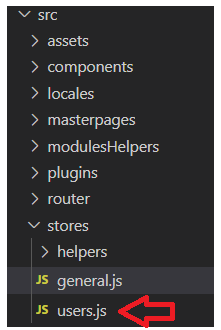 src
assets
components
locales
masterpages
modulesHelpers
plugins
router
stores
helpers
JS general.js
JS users.js